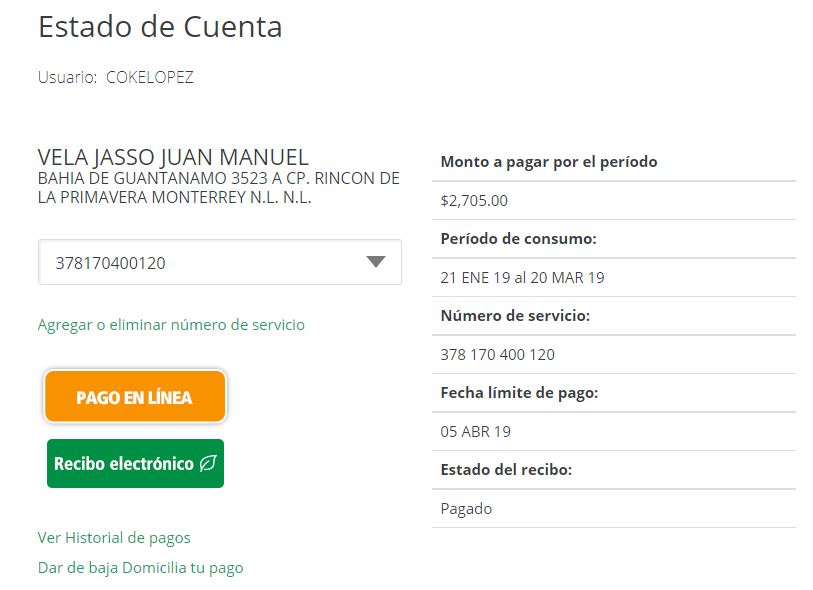 Estado de Cuenta
Usuario: COKELOPEZ
VELA JASSO JUAN MANUEL
BAHIA DE GUANTANAMO 3523 A CP. RINCON DE
LA PRIMAVERA MONTERREY N.L. N.L.
378170400120
Agregar o eliminar número de servicio
PAGO EN LÍNEA
Recibo electrónico
Ver Historial de pagos
Dar de baja Domicilia tu pago
Monto a pagar por el período
$2,705.00
Período de consumo:
21 ENE 19 al 20 MAR 19
Número de servicio:
378 170 400 120
Fecha límite de pago:
05 ABR 19
Estado del recibo:
Pagado